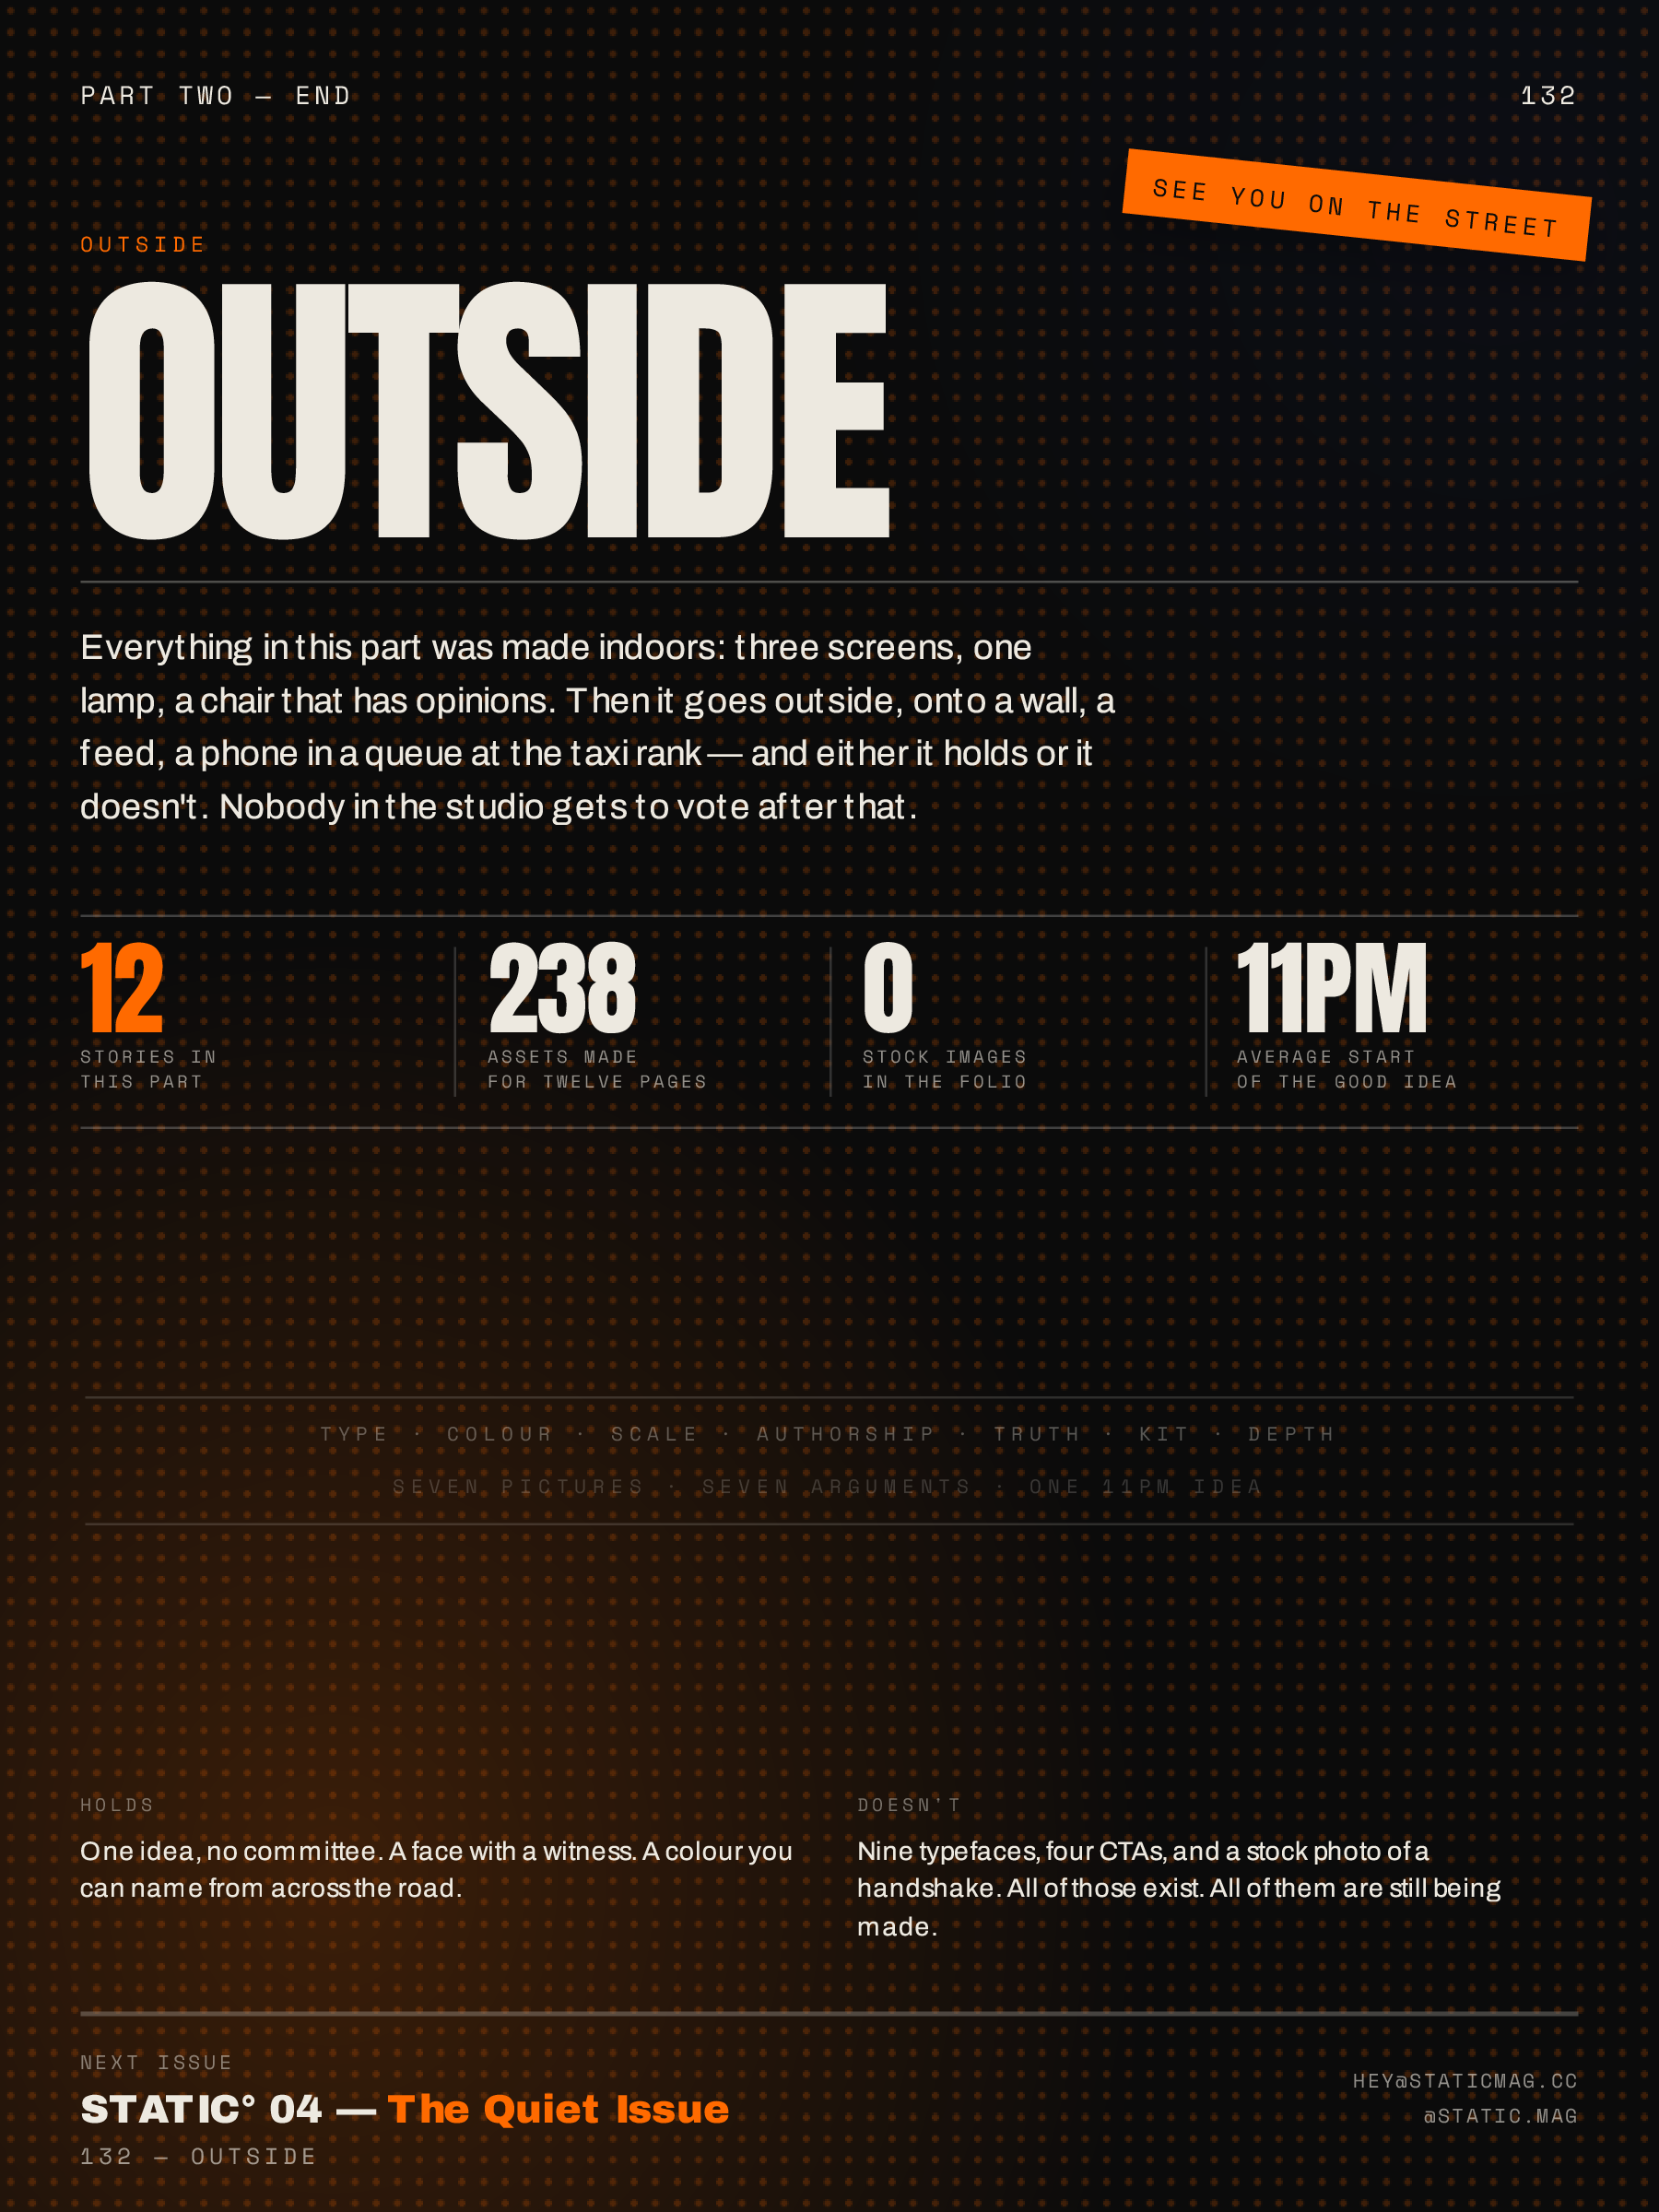 PART TWO — END
132
SEE YOU ON THE STREET
OUTSIDE
OUTSIDE
Everything in this part was made indoors: three screens, one
lamp, a chair that has opinions. Then it goes outside, onto a wall, a
feed, a phone in a queue at the taxi rank — and either it holds or it
doesn't. Nobody in the studio gets to vote after that.
12
STORIES IN
THIS PART
238
ASSETS MADE
FOR TWELVE PAGES
0
STOCK IMAGES
IN THE FOLIO
11PM
AVERAGE START
OF THE GOOD IDEA
TYPE · COLOUR · SCALE · AUTHORSHIP · TRUTH · KIT · DEPTH
SEVEN PICTURES · SEVEN ARGUMENTS · ONE 11PM IDEA
HOLDS
One idea, no committee. A face with a witness. A colour you
can name from across the road.
DOESN'T
Nine typefaces, four CTAs, and a stock photo of a
handshake. All of those exist. All of them are still being
made.
NEXT ISSUE
STATIC° 04 — The Quiet Issue
132 — OUTSIDE
HEY@STATICMAG.CC
@STATIC.MAG